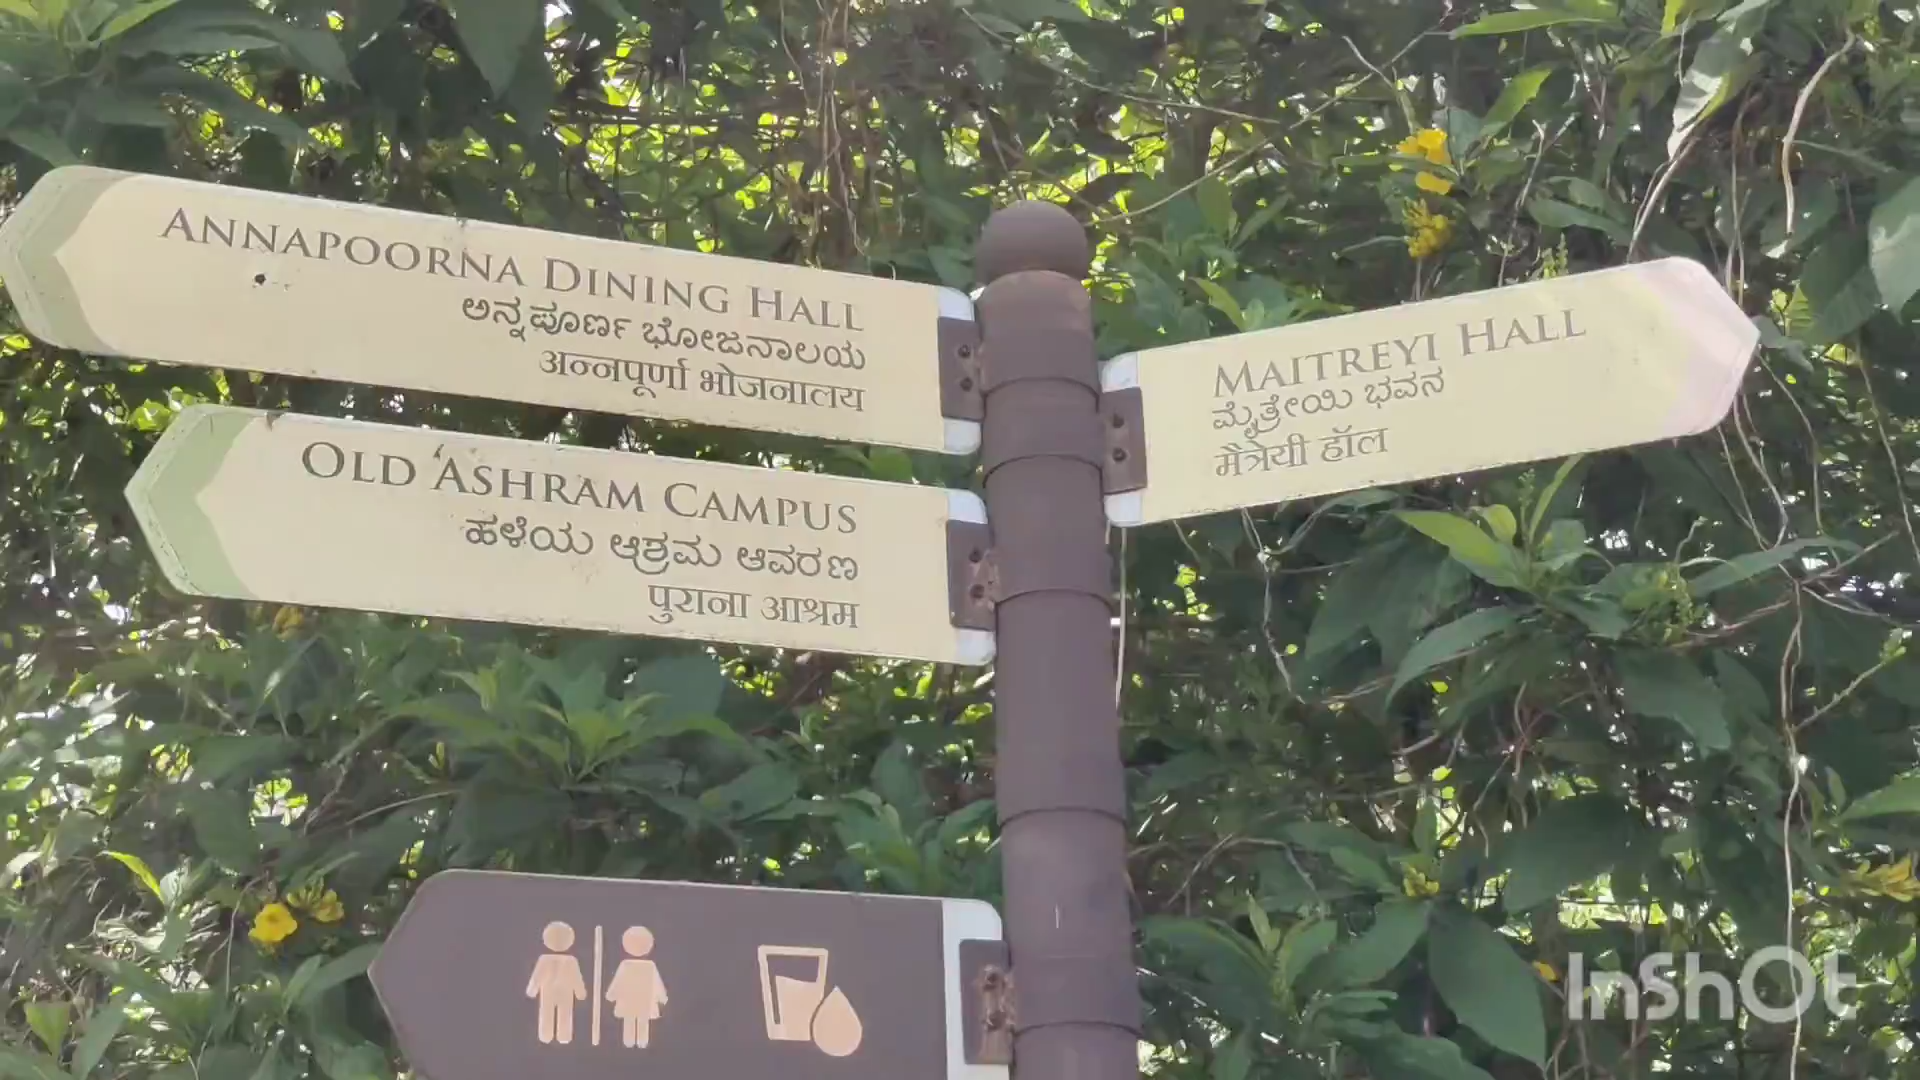 ANNAPOORNA DINING HALL
ಅನ್ನಪೂರ್ಣ ಭೋಜನಾಲಯ
अन्नपूर्णा भोजनालय
OLD 'ASHRAM CAMPUS
ಹಳೆಯ ಆಶ್ರಮ ಆವರಣ
पुराना आश्रम
MAITREYI HALL
ಮೈತ್ರೇಯಿ ಭವನ
मैत्रेयी हॉल
InShOt